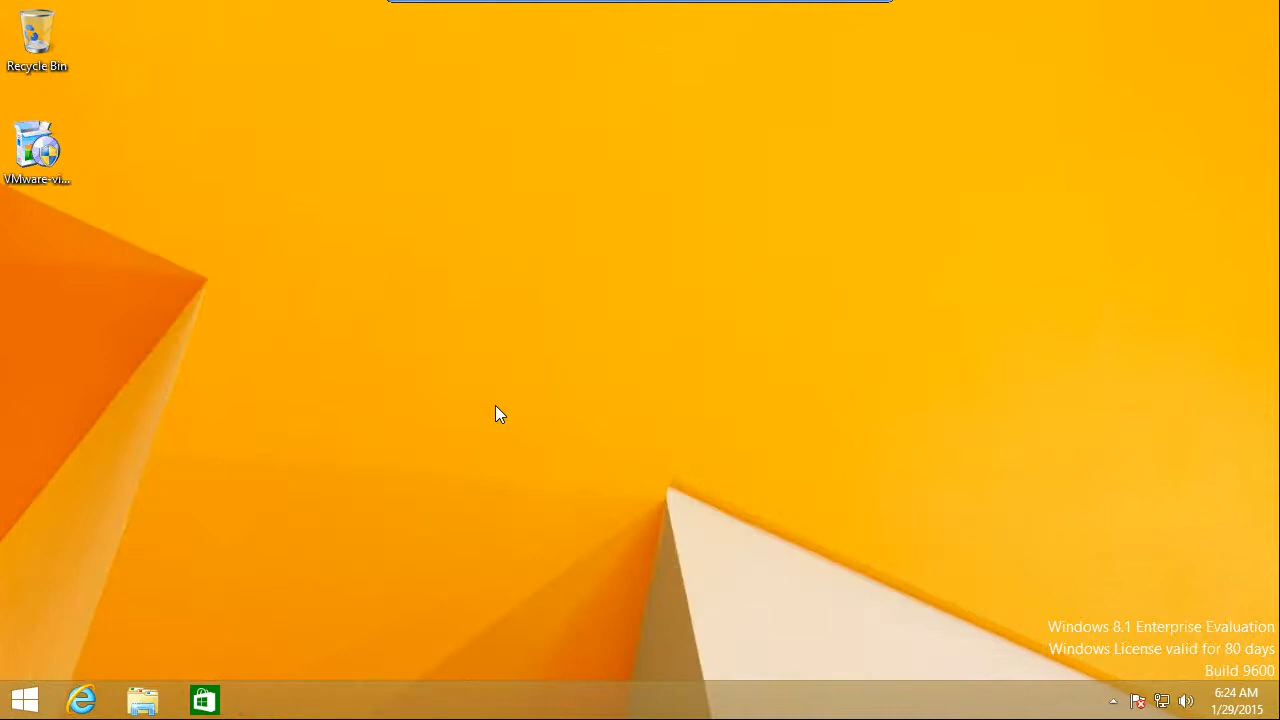 Recycle Bin
VMware-vi...
Windows 8.1 Enterprise Evaluation
Windows License valid for 80 days
Build 9600
6:24 AM
1/29/2015